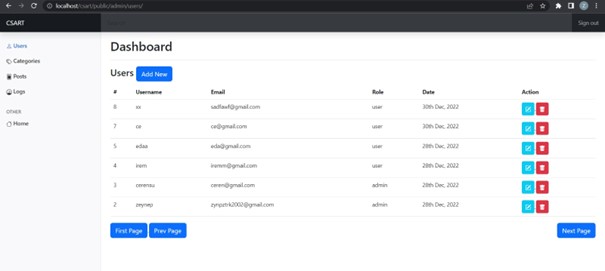 localhost/csart/public/admin/users/
CSART
Sign out
Users
Categories
Posts
Logs
OTHER
Home
Dashboard
Users Add New
# Username Email Role Date Action
8 xx sadfawf@gmail.com user 30th Dec, 2022
7 ce ce@gmail.com user 30th Dec, 2022
5 edaa eda@gmail.com user 28th Dec, 2022
4 irem iremm@gmail.com user 28th Dec, 2022
3 cerensu ceren@gmail.com admin 28th Dec, 2022
2 zeynep zynpztrk2002@gmail.com admin 28th Dec, 2022
First Page Prev Page Next Page